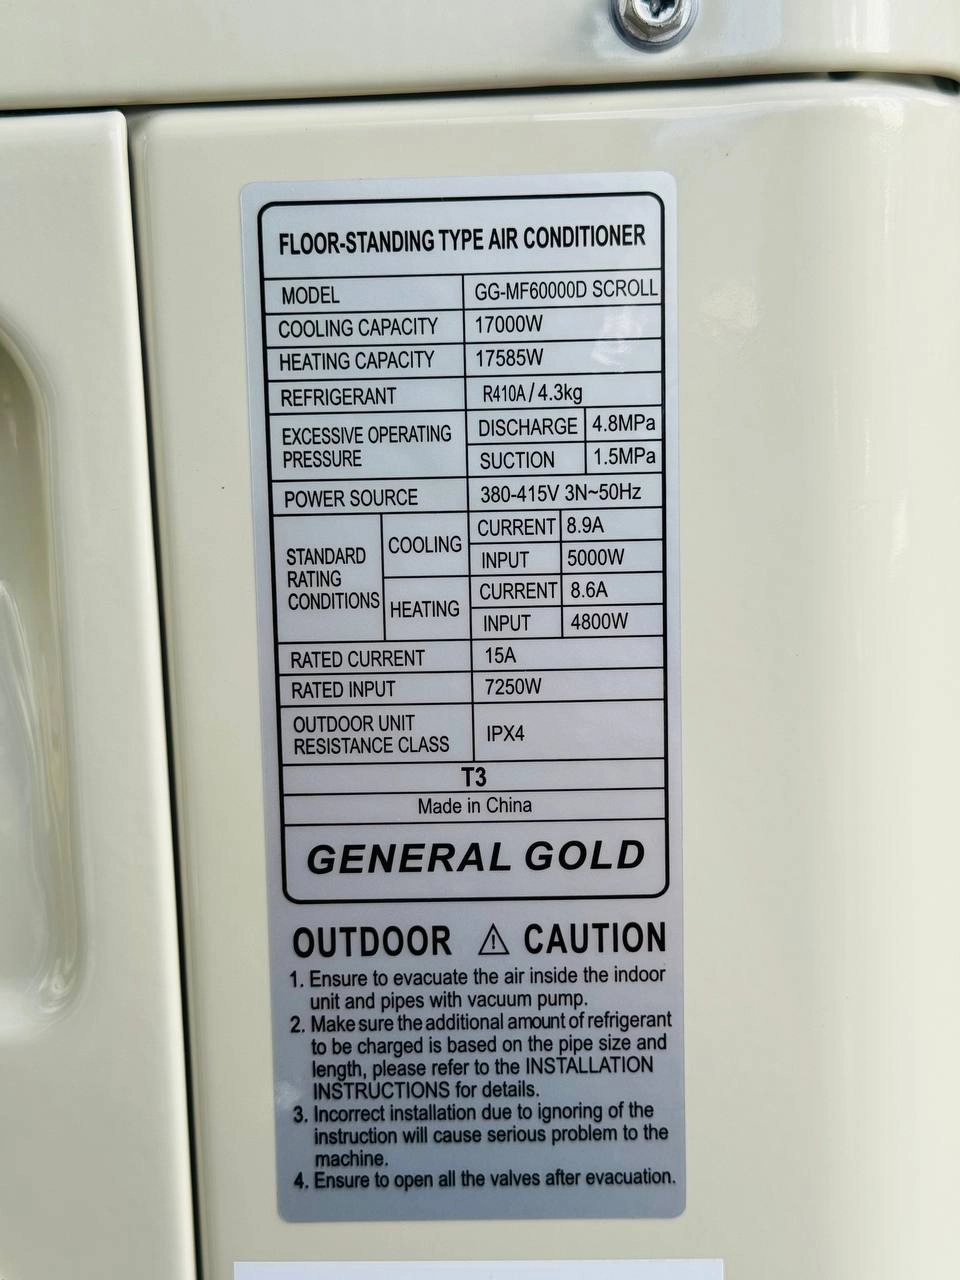 FLOOR-STANDING TYPE AIR CONDITIONER
MODEL GG-MF60000D SCROLL
COOLING CAPACITY 17000W
HEATING CAPACITY 17585W
REFRIGERANT R410A / 4.3kg
EXCESSIVE OPERATING PRESSURE DISCHARGE 4.8MPa
SUCTION 1.5MPa
POWER SOURCE 380-415V 3N~50Hz
STANDARD RATING CONDITIONS COOLING CURRENT 8.9A
INPUT 5000W
HEATING CURRENT 8.6A
INPUT 4800W
RATED CURRENT 15A
RATED INPUT 7250W
OUTDOOR UNIT RESISTANCE CLASS IPX4
T3
Made in China
GENERAL GOLD
OUTDOOR ⚠ CAUTION
1. Ensure to evacuate the air inside the indoor
unit and pipes with vacuum pump.
2. Make sure the additional amount of refrigerant
to be charged is based on the pipe size and
length, please refer to the INSTALLATION
INSTRUCTIONS for details.
3. Incorrect installation due to ignoring of the
instruction will cause serious problem to the
machine.
4. Ensure to open all the valves after evacuation.